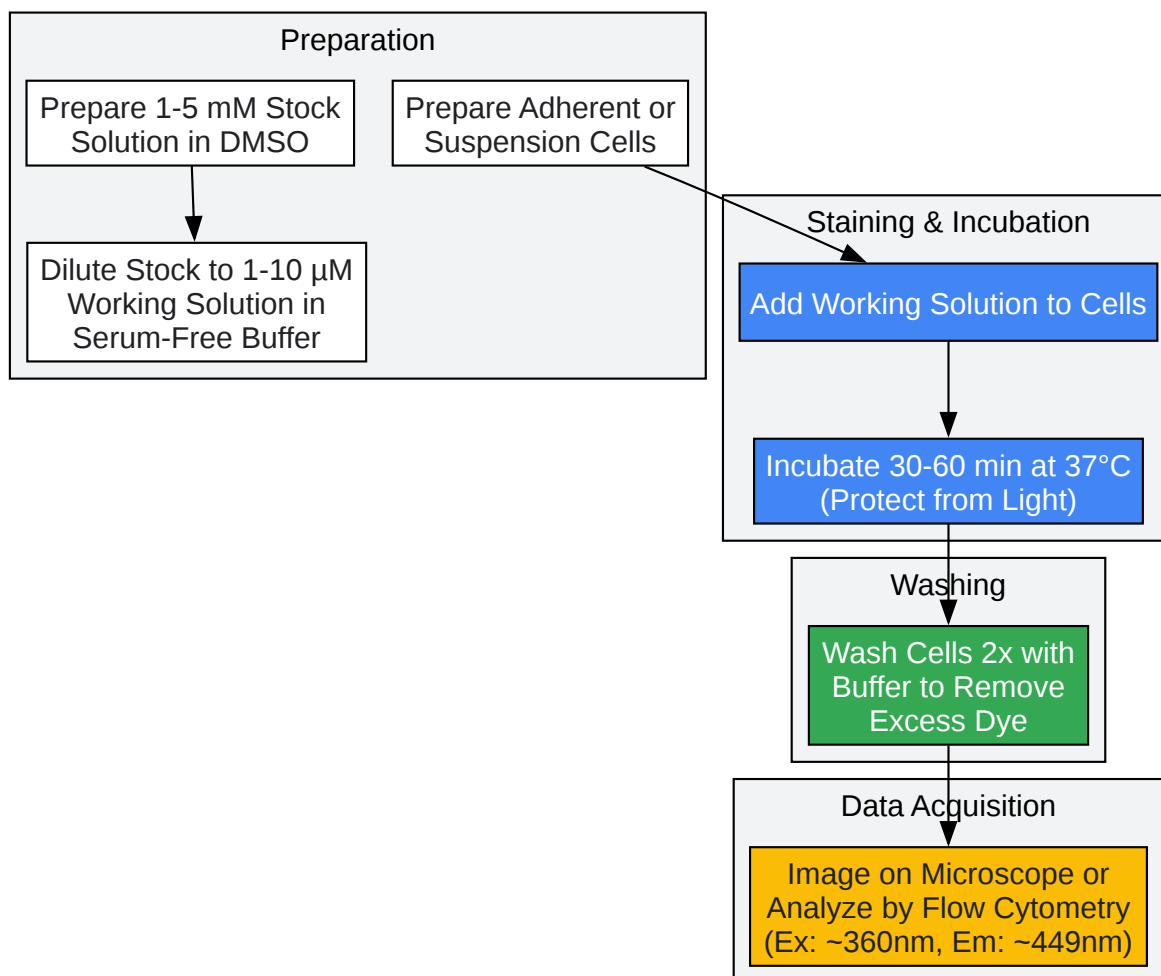 Preparation
Prepare 1-5 mM Stock
Solution in DMSO
Prepare Adherent or
Suspension Cells
Dilute Stock to 1-10 µM
Working Solution in
Serum-Free Buffer
Staining & Incubation
Add Working Solution to Cells
Incubate 30-60 min at 37°C
(Protect from Light)
Washing
Wash Cells 2x with
Buffer to Remove
Excess Dye
Data Acquisition
Image on Microscope or
Analyze by Flow Cytometry
(Ex: ~360nm, Em: ~449nm)